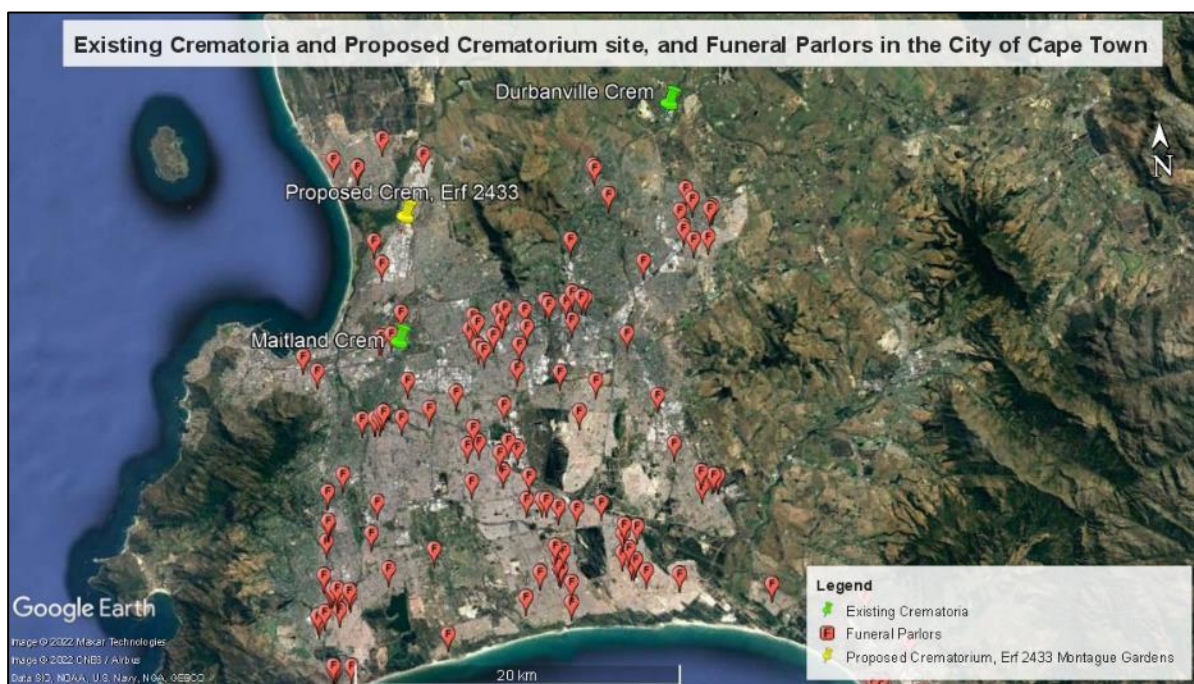 Existing Crematoria and Proposed Crematorium site, and Funeral Parlors in the City of Cape Town
Durbanville Crem
N
Proposed Crem, Erf 2433
Maitland Crem
Legend
Existing Crematoria
F Funeral Parlors
Proposed Crematorium, Erf 2433 Montague Gardens
Google Earth
Image © 2022 Maxar Technologies
Image © 2022 CNES / Airbus
Data SIO, NOAA, U.S. Navy, NGA, GEBCO
20 km